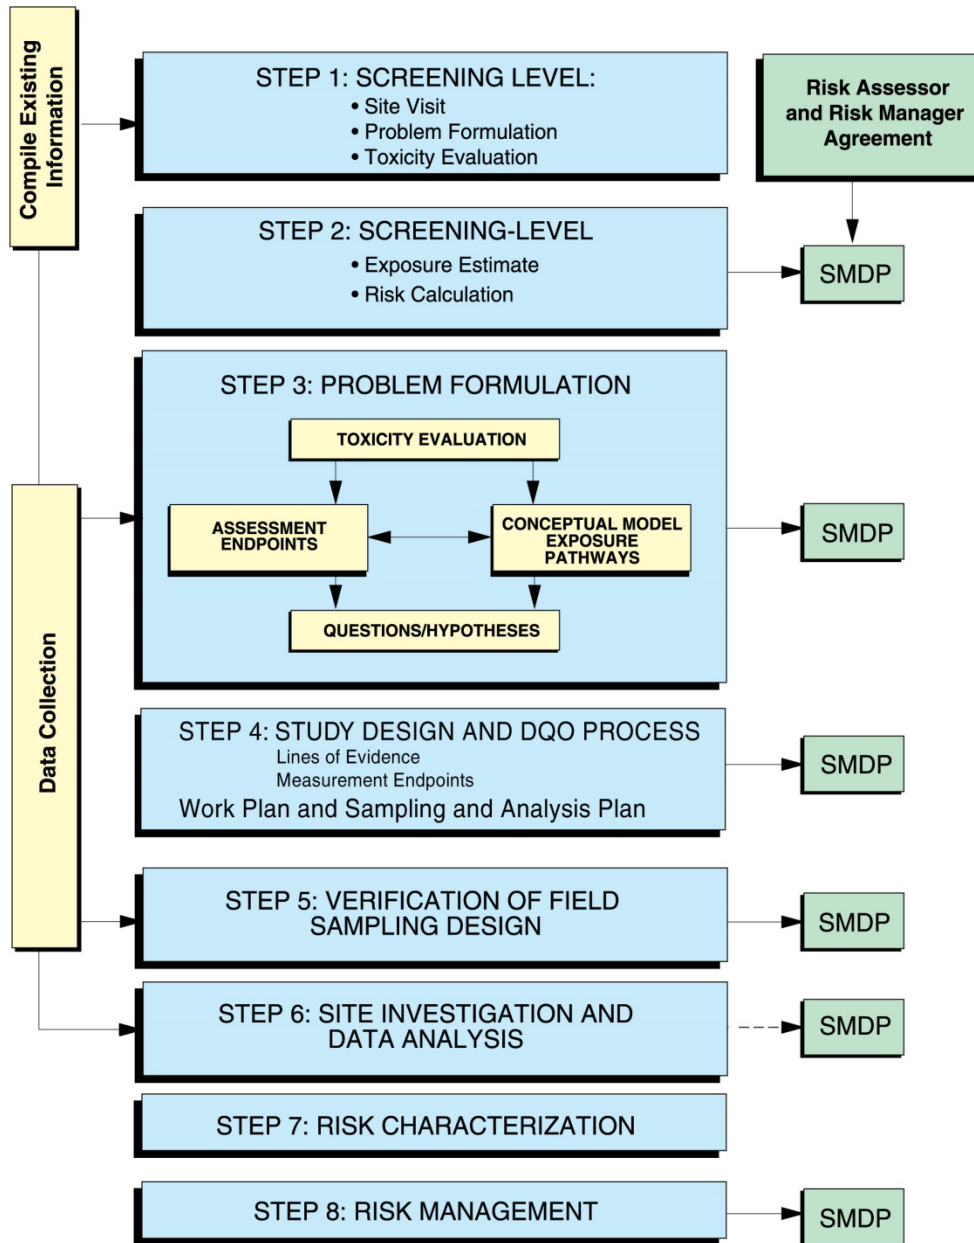 Compile Existing
Information
STEP 1: SCREENING LEVEL:
• Site Visit
• Problem Formulation
• Toxicity Evaluation
Risk Assessor
and Risk Manager
Agreement
STEP 2: SCREENING-LEVEL
• Exposure Estimate
• Risk Calculation
SMDP
STEP 3: PROBLEM FORMULATION
TOXICITY EVALUATION
ASSESSMENT
ENDPOINTS
CONCEPTUAL MODEL
EXPOSURE
PATHWAYS
QUESTIONS/HYPOTHESES
SMDP
Data Collection
STEP 4: STUDY DESIGN AND DQO PROCESS
Lines of Evidence
Measurement Endpoints
Work Plan and Sampling and Analysis Plan
SMDP
STEP 5: VERIFICATION OF FIELD
SAMPLING DESIGN
SMDP
STEP 6: SITE INVESTIGATION AND
DATA ANALYSIS
SMDP
STEP 7: RISK CHARACTERIZATION
STEP 8: RISK MANAGEMENT
SMDP